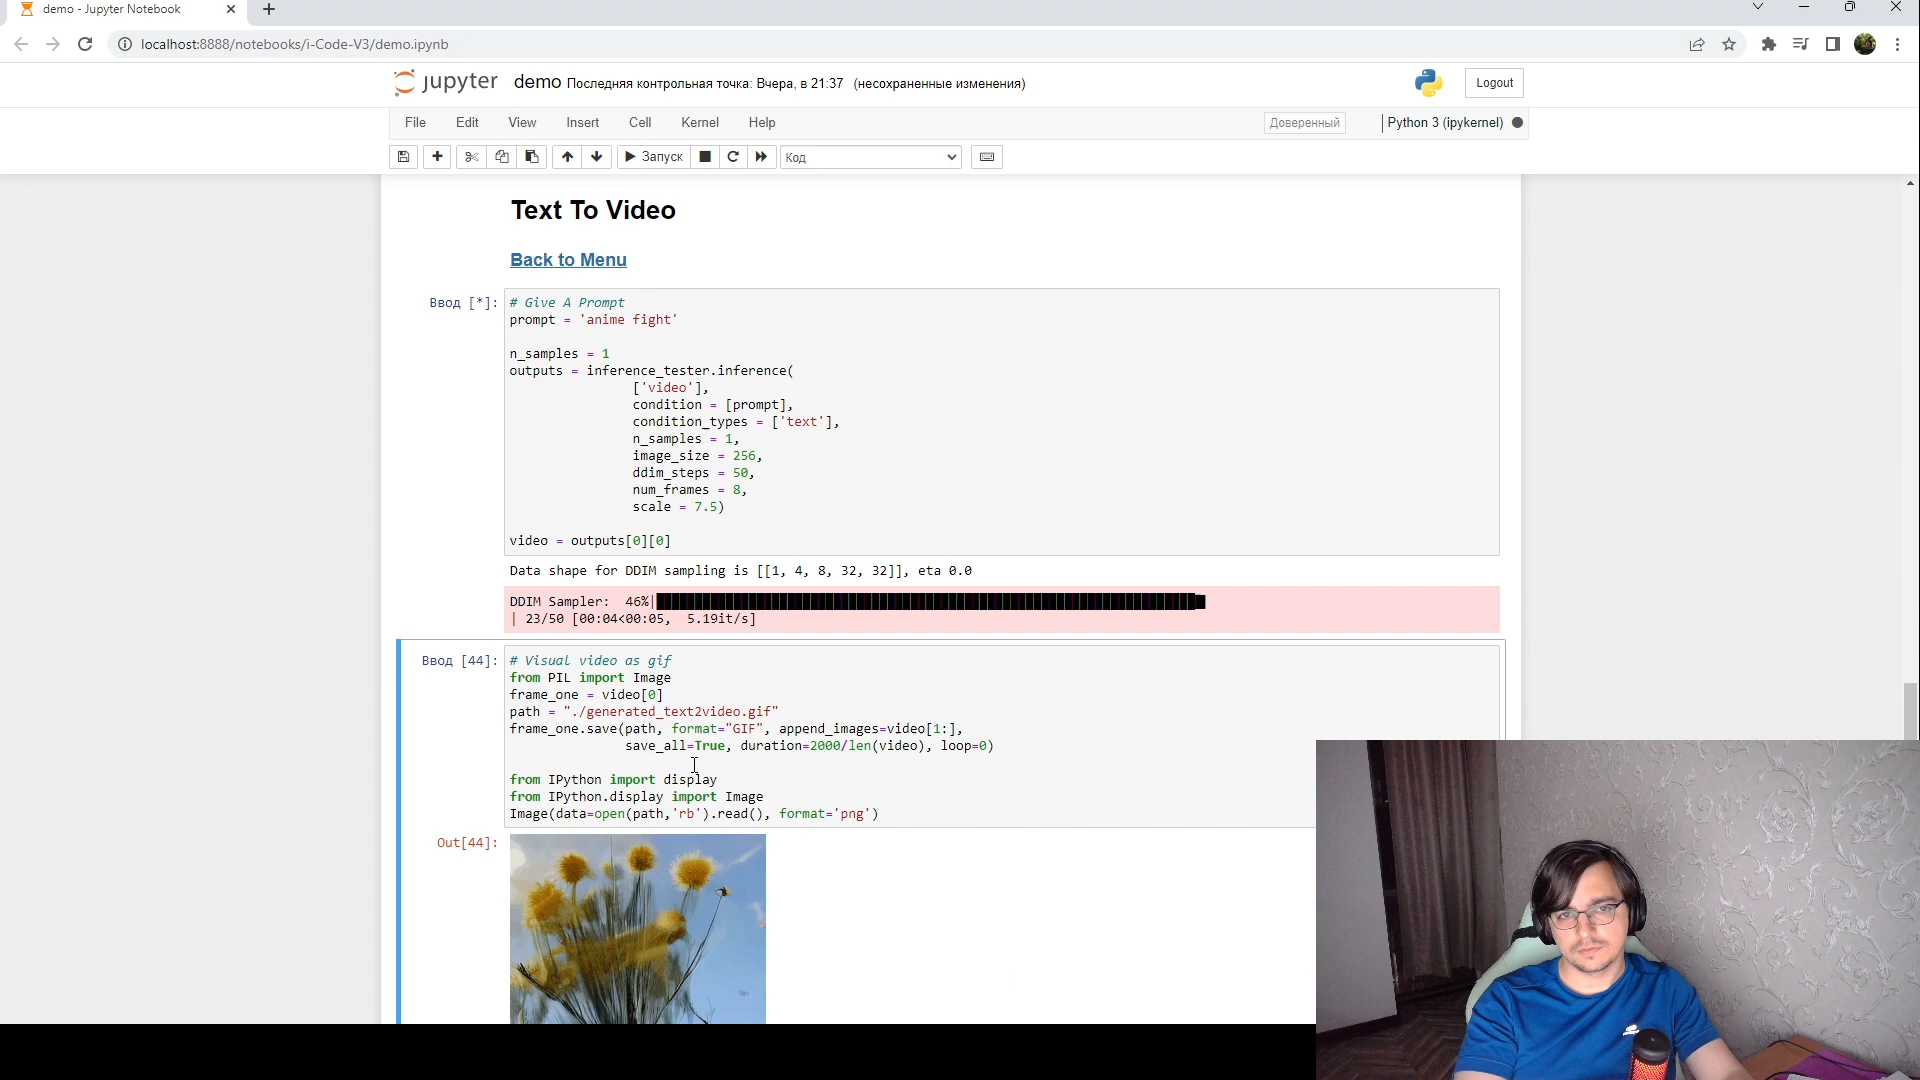 demo - Jupyter Notebook
localhost:8888/notebooks/i-Code-V3/demo.ipynb
jupyter demo Последняя контрольная точка: Вчера, в 21:37 (несохраненные изменения)
Logout
File Edit View Insert Cell Kernel Help
Доверенный
Python 3 (ipykernel)
Запуск
Код
Text To Video
Back to Menu
Ввод [*]:
# Give A Prompt
prompt = 'anime fight'
n_samples = 1
outputs = inference_tester.inference(
['video'],
condition = [prompt],
condition_types = ['text'],
n_samples = 1,
image_size = 256,
ddim_steps = 50,
num_frames = 8,
scale = 7.5)
video = outputs[0][0]
Data shape for DDIM sampling is [[1, 4, 8, 32, 32]], eta 0.0
DDIM Sampler: 46%|
| 23/50 [00:04<00:05, 5.19it/s]
Ввод [44]:
# Visual video as gif
from PIL import Image
frame_one = video[0]
path = "./generated_text2video.gif"
frame_one.save(path, format="GIF", append_images=video[1:],
save_all=True, duration=2000/len(video), loop=0)
from IPython import display
from IPython.display import Image
Image(data=open(path,'rb').read(), format='png')
Out[44]: